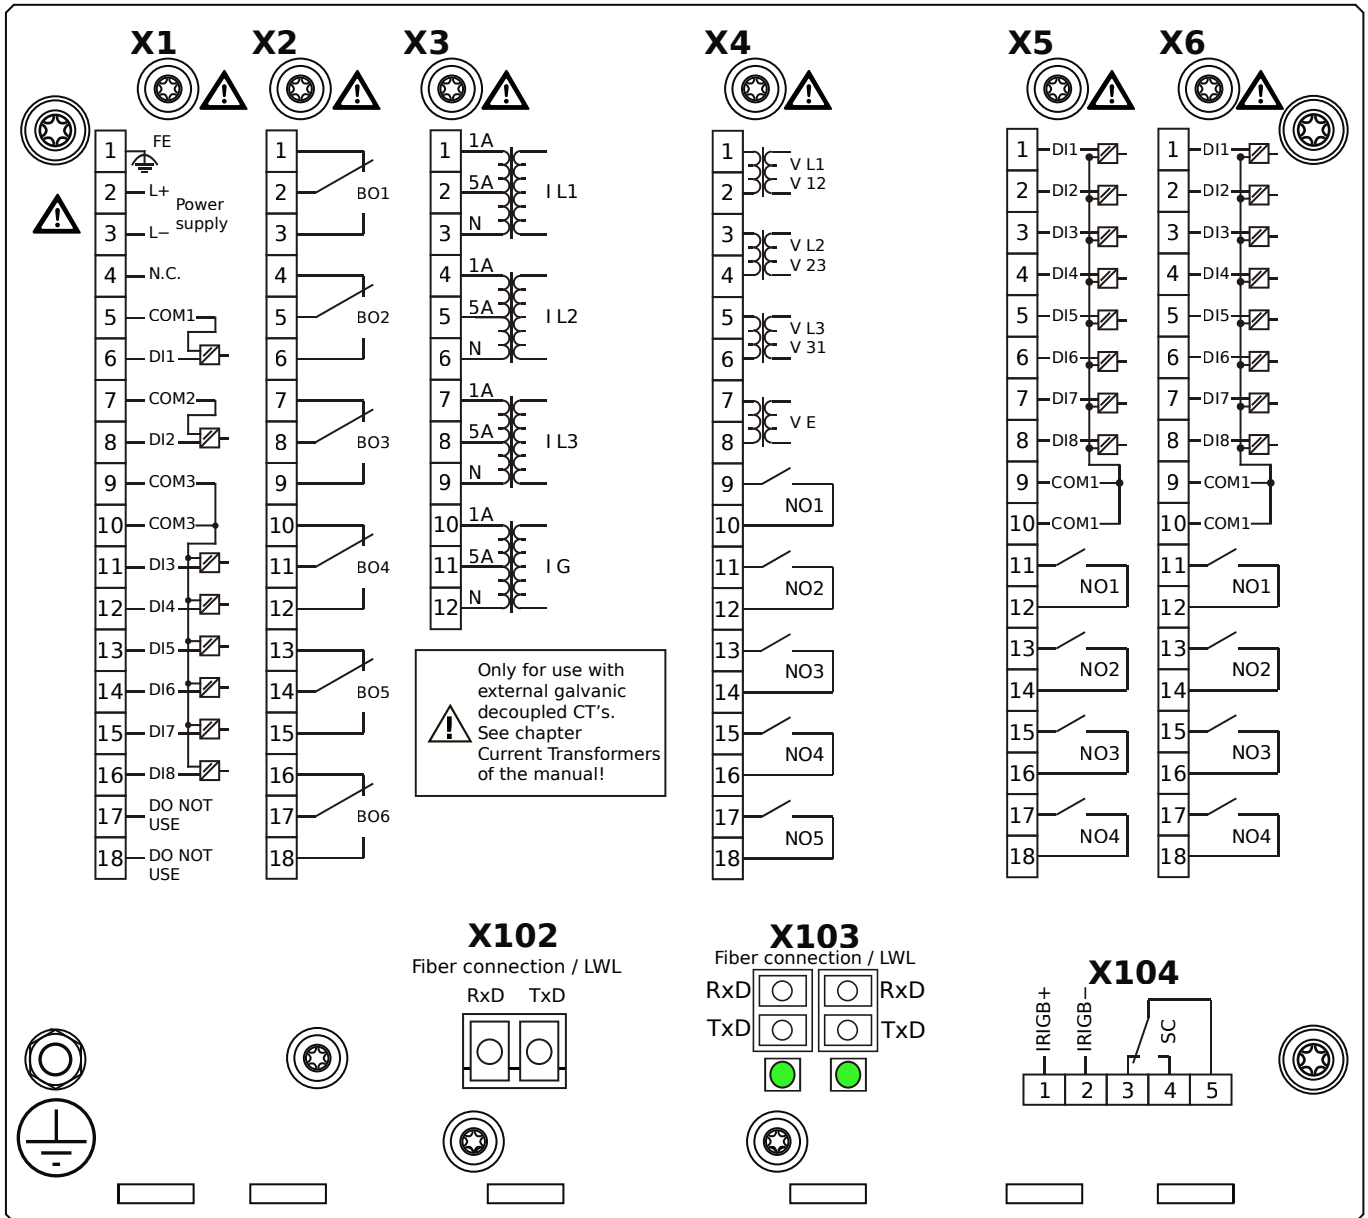 X1
X2
X3
X4
X5
X6
1 FE
2 L+
Power
supply
3 L−
4 N.C.
5 COM1
6 DI1
7 COM2
8 DI2
9 COM3
10 COM3
11 DI3
12 DI4
13 DI5
14 DI6
15 DI7
16 DI8
17 DO NOT
USE
18 DO NOT
USE
1
2 BO1
3
4
5 BO2
6
7
8 BO3
9
10
11 BO4
12
13
14 BO5
15
16
17 BO6
18
1 1A
2 5A I L1
3 N
4 1A
5 5A I L2
6 N
7 1A
8 5A I L3
9 N
10 1A
11 5A I G
12 N
Only for use with
external galvanic
decoupled CT's.
See chapter
Current Transformers
of the manual!
1 V L1
2 V 12
3 V L2
4 V 23
5 V L3
6 V 31
7
V E
8
9
NO1
10
11
NO2
12
13
NO3
14
15
NO4
16
17
NO5
18
1 DI1
2 DI2
3 DI3
4 DI4
5 DI5
6 DI6
7 DI7
8 DI8
9 COM1
10 COM1
11
NO1
12
13
NO2
14
15
NO3
16
17
NO4
18
1 DI1
2 DI2
3 DI3
4 DI4
5 DI5
6 DI6
7 DI7
8 DI8
9 COM1
10 COM1
11
NO1
12
13
NO2
14
15
NO3
16
17
NO4
18
X102
Fiber connection / LWL
RxD TxD
X103
Fiber connection / LWL
RxD RxD
TxD TxD
X104
IRIGB+
IRIGB−
SC
1 2 3 4 5